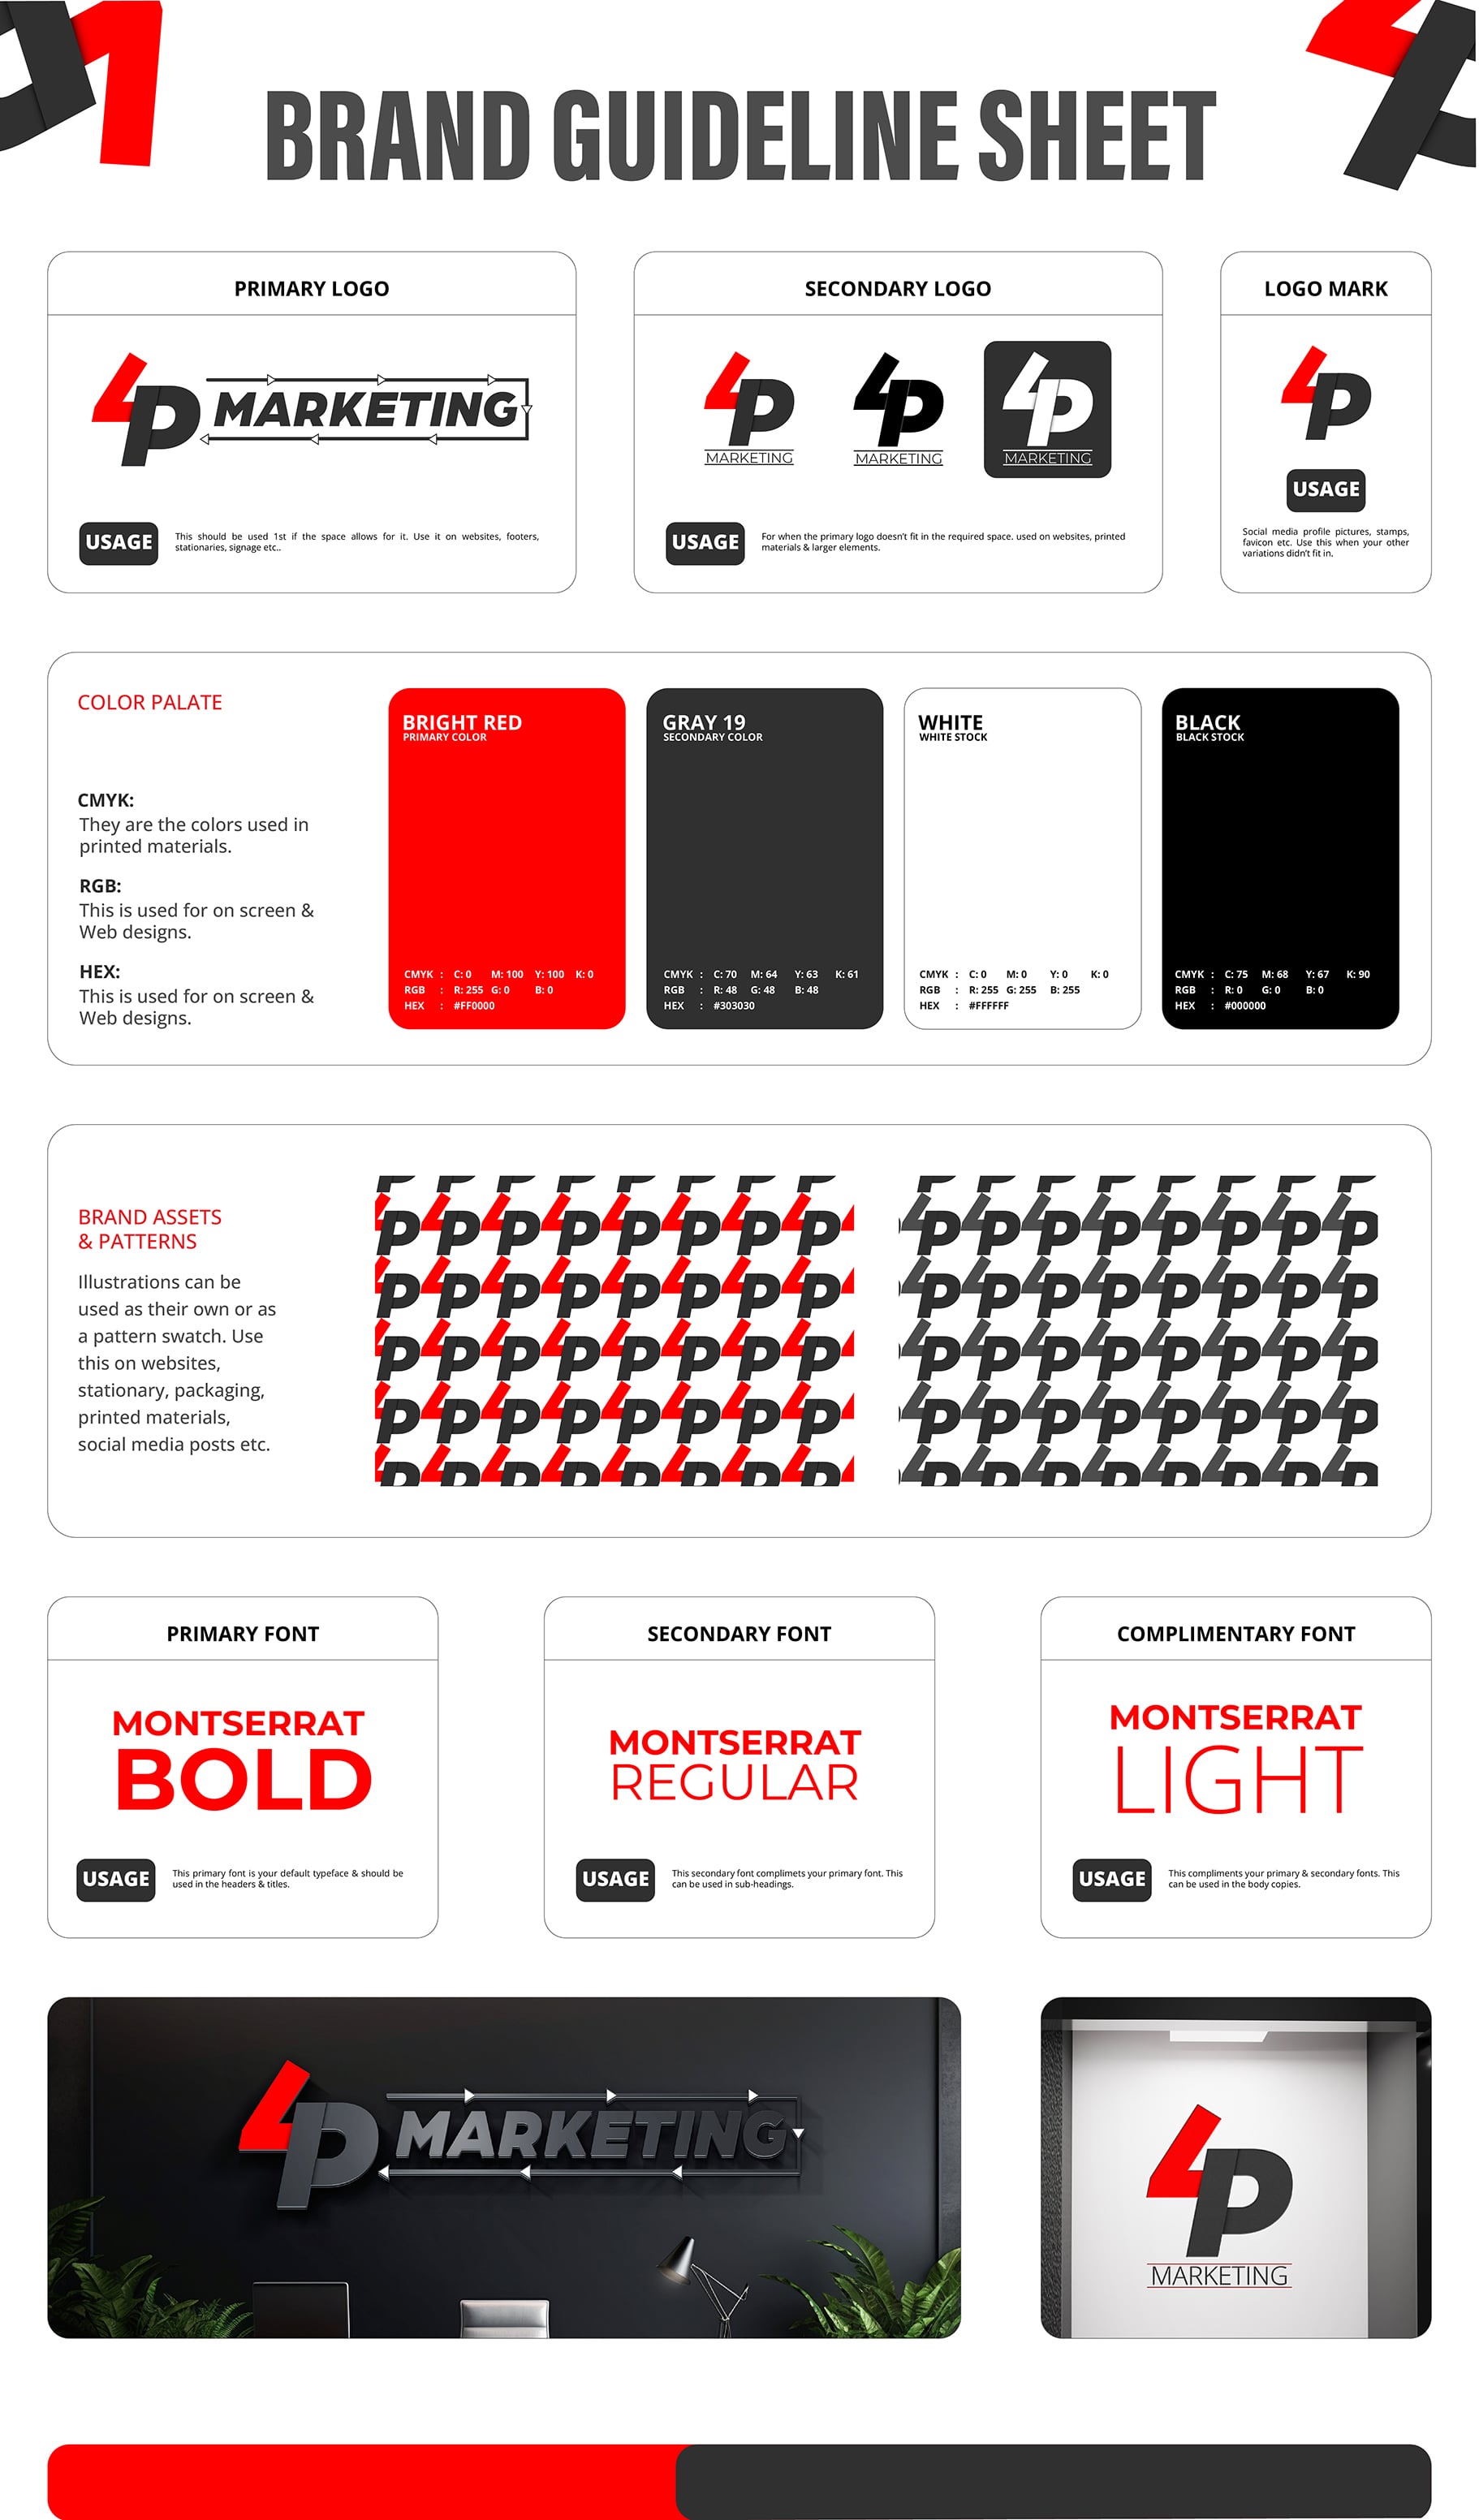 BRAND GUIDELINE SHEET
PRIMARY LOGO
4P MARKETING
USAGE
This should be used 1st if the space allows for it. Use it on websites, footers,
stationaries, signage etc..
SECONDARY LOGO
4P
MARKETING
4P
MARKETING
4P
MARKETING
USAGE
For when the primary logo doesn't fit in the required space. used on websites, printed
materials & larger elements.
LOGO MARK
4P
USAGE
Social media profile pictures, stamps,
favicon etc. Use this when your other
variations didn't fit in.
COLOR PALATE
CMYK:
They are the colors used in
printed materials.
RGB:
This is used for on screen &
Web designs.
HEX:
This is used for on screen &
Web designs.
BRIGHT RED
PRIMARY COLOR
CMYK : C: 0 M: 100 Y: 100 K: 0
RGB : R: 255 G: 0 B: 0
HEX : #FF0000
GRAY 19
SECONDARY COLOR
CMYK : C: 70 M: 64 Y: 63 K: 61
RGB : R: 48 G: 48 B: 48
HEX : #303030
WHITE
WHITE STOCK
CMYK : C: 0 M: 0 Y: 0 K: 0
RGB : R: 255 G: 255 B: 255
HEX : #FFFFFF
BLACK
BLACK STOCK
CMYK : C: 75 M: 68 Y: 67 K: 90
RGB : R: 0 G: 0 B: 0
HEX : #000000
BRAND ASSETS
& PATTERNS
Illustrations can be
used as their own or as
a pattern swatch. Use
this on websites,
stationary, packaging,
printed materials,
social media posts etc.
PRIMARY FONT
MONTSERRAT
BOLD
USAGE
This primary font is your default typeface & should be
used in the headers & titles.
SECONDARY FONT
MONTSERRAT
REGULAR
USAGE
This secondary font complimets your primary font. This
can be used in sub-headings.
COMPLIMENTARY FONT
MONTSERRAT
LIGHT
USAGE
This compliments your primary & secondary fonts. This
can be used in the body copies.
4P MARKETING
4P
MARKETING